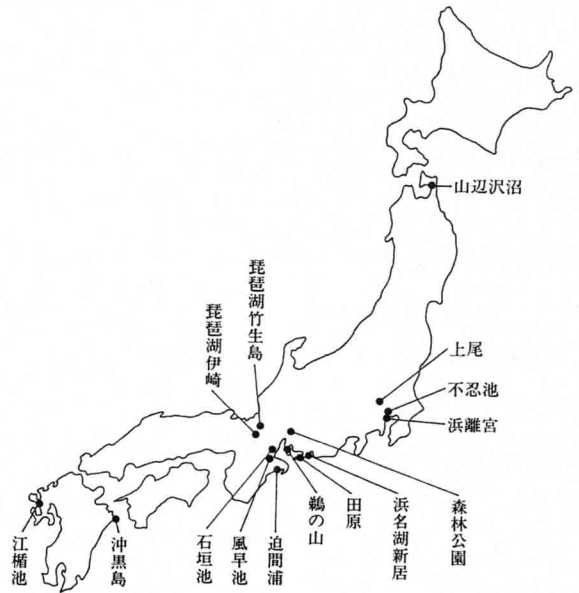 山辺沢沼
琵琶湖竹生島
琵琶湖伊崎
上尾
不忍池
浜離宮
森林公園
浜名湖新居
田原
鵜の山
迫間浦
風早池
石垣池
沖黒島
江楯池